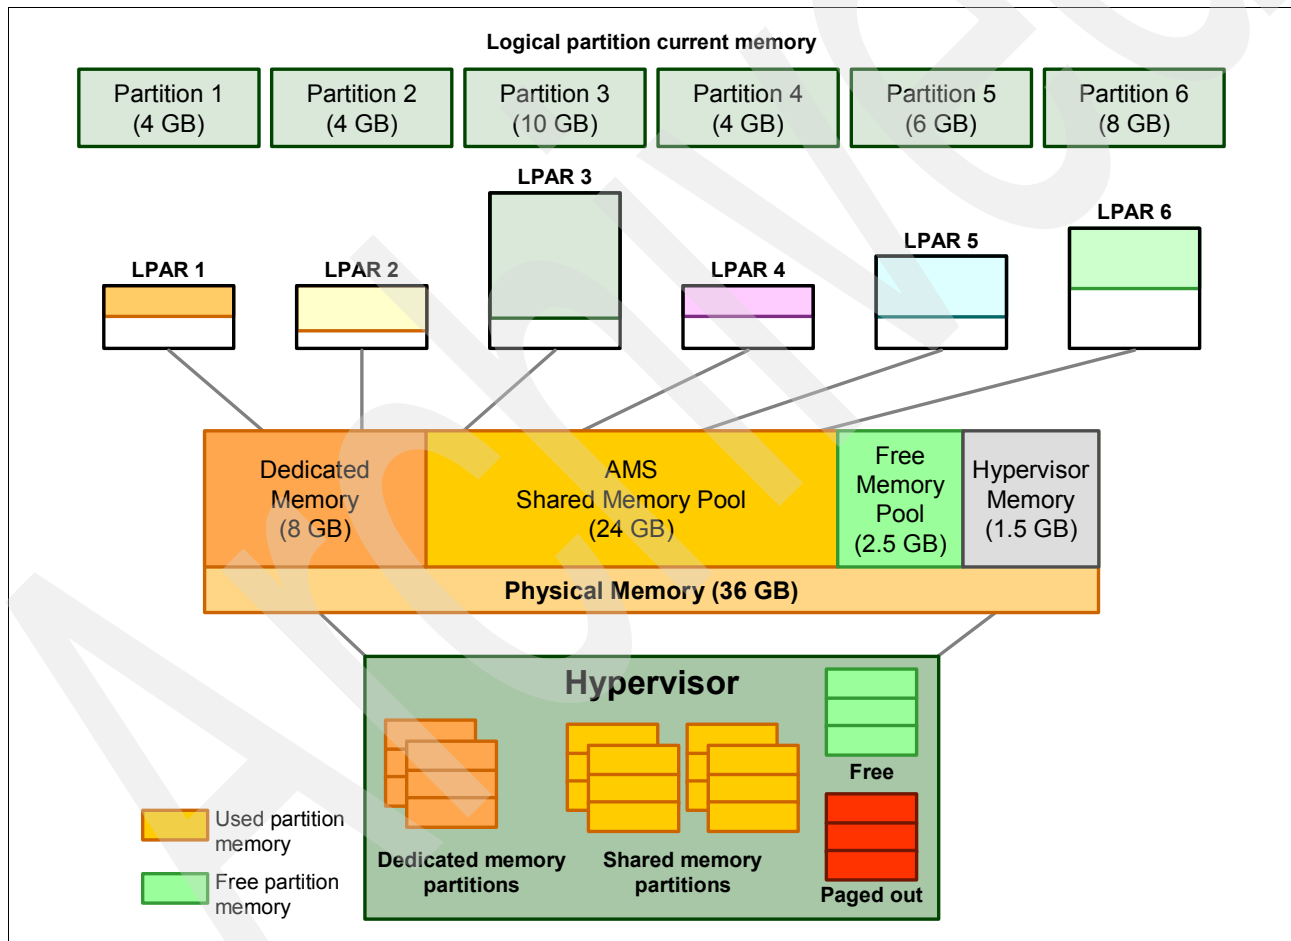 Logical partition current memory
Partition 1
(4 GB)
Partition 2
(4 GB)
Partition 3
(10 GB)
Partition 4
(4 GB)
Partition 5
(6 GB)
Partition 6
(8 GB)
LPAR 1
LPAR 2
LPAR 3
LPAR 4
LPAR 5
LPAR 6
Dedicated
Memory
(8 GB)
AMS
Shared Memory Pool
(24 GB)
Free
Memory
Pool
(2.5 GB)
Hypervisor
Memory
(1.5 GB)
Physical Memory (36 GB)
Hypervisor
Dedicated memory
partitions
Shared memory
partitions
Free
Paged out
Used partition
memory
Free partition
memory
Archived